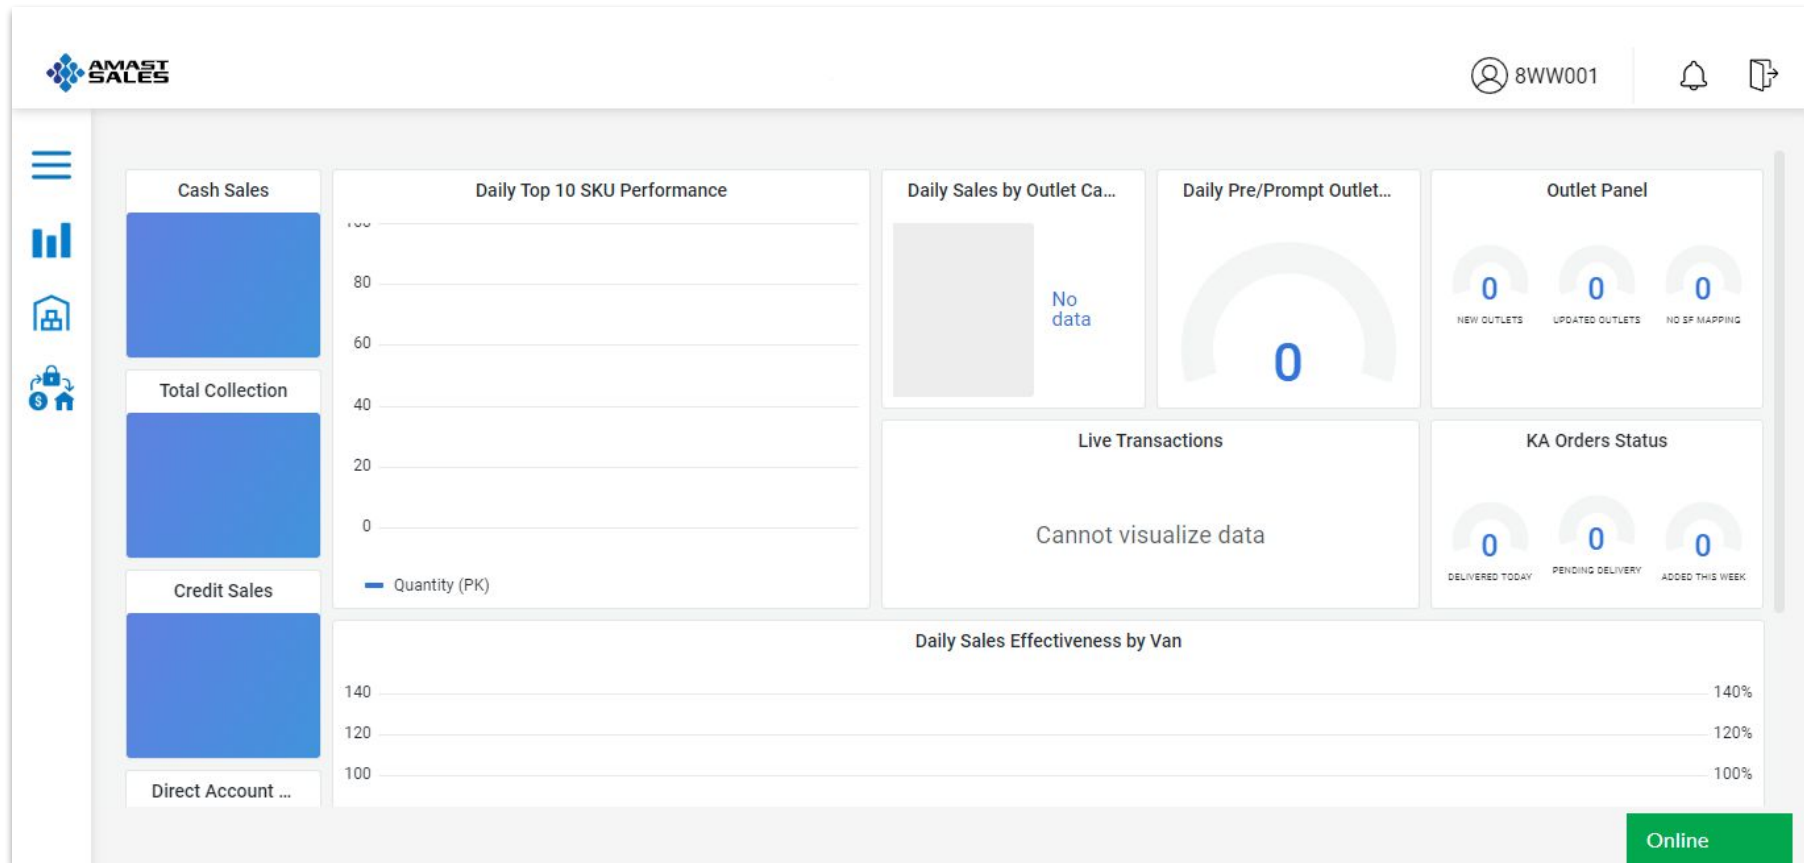 AMAST
SALES
8WW001
Cash Sales
Total Collection
Credit Sales
Direct Account ...
Daily Top 10 SKU Performance
100
80
60
40
20
0
Quantity (PK)
Daily Sales by Outlet Ca...
No
data
Daily Pre/Prompt Outlet...
0
Outlet Panel
0 0 0
NEW OUTLETS UPDATED OUTLETS NO SF MAPPING
Live Transactions
Cannot visualize data
KA Orders Status
0 0 0
DELIVERED TODAY PENDING DELIVERY ADDED THIS WEEK
Daily Sales Effectiveness by Van
140 140%
120 120%
100 100%
Online